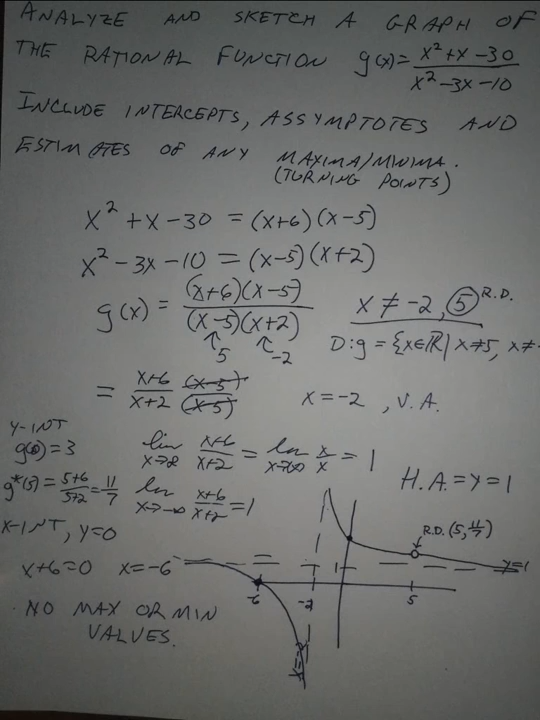 ANALYZE AND SKETCH A GRAPH OF
THE RATIONAL FUNCTION g(x)= (x²+x-30)/(x²-3x-10)
INCLUDE INTERCEPTS, ASSYMPTOTES AND
ESTIMATES OF ANY MAXIMA/MINIMA.
(TURNING POINTS)
x²+x-30 = (x+6)(x-5)
x²-3x-10 = (x-5)(x+2)
g(x) = (x+6)(x-5)/(x-5)(x+2) x ≠ -2, 5 R.D.
↑5 ↑-2 D:g = {x∈ℝ| x≠5, x≠-
= (x+6)/(x+2) (x-5)/(x-5) x=-2, V.A.
Y-INT
g(0)=3 lim x→∞ (x+6)/(x+2) = lim x→∞ x/x = 1
H.A.=y=1
g*(5)= (5+6)/(5+2) = 11/7 lim x→-∞ (x+6)/(x+2) = 1
X-INT, y=0
R.D.(5, 11/7)
x+6=0 x=-6
1 y=1
-6 -2 5
NO MAX OR MIN
VALUES.
x=-2